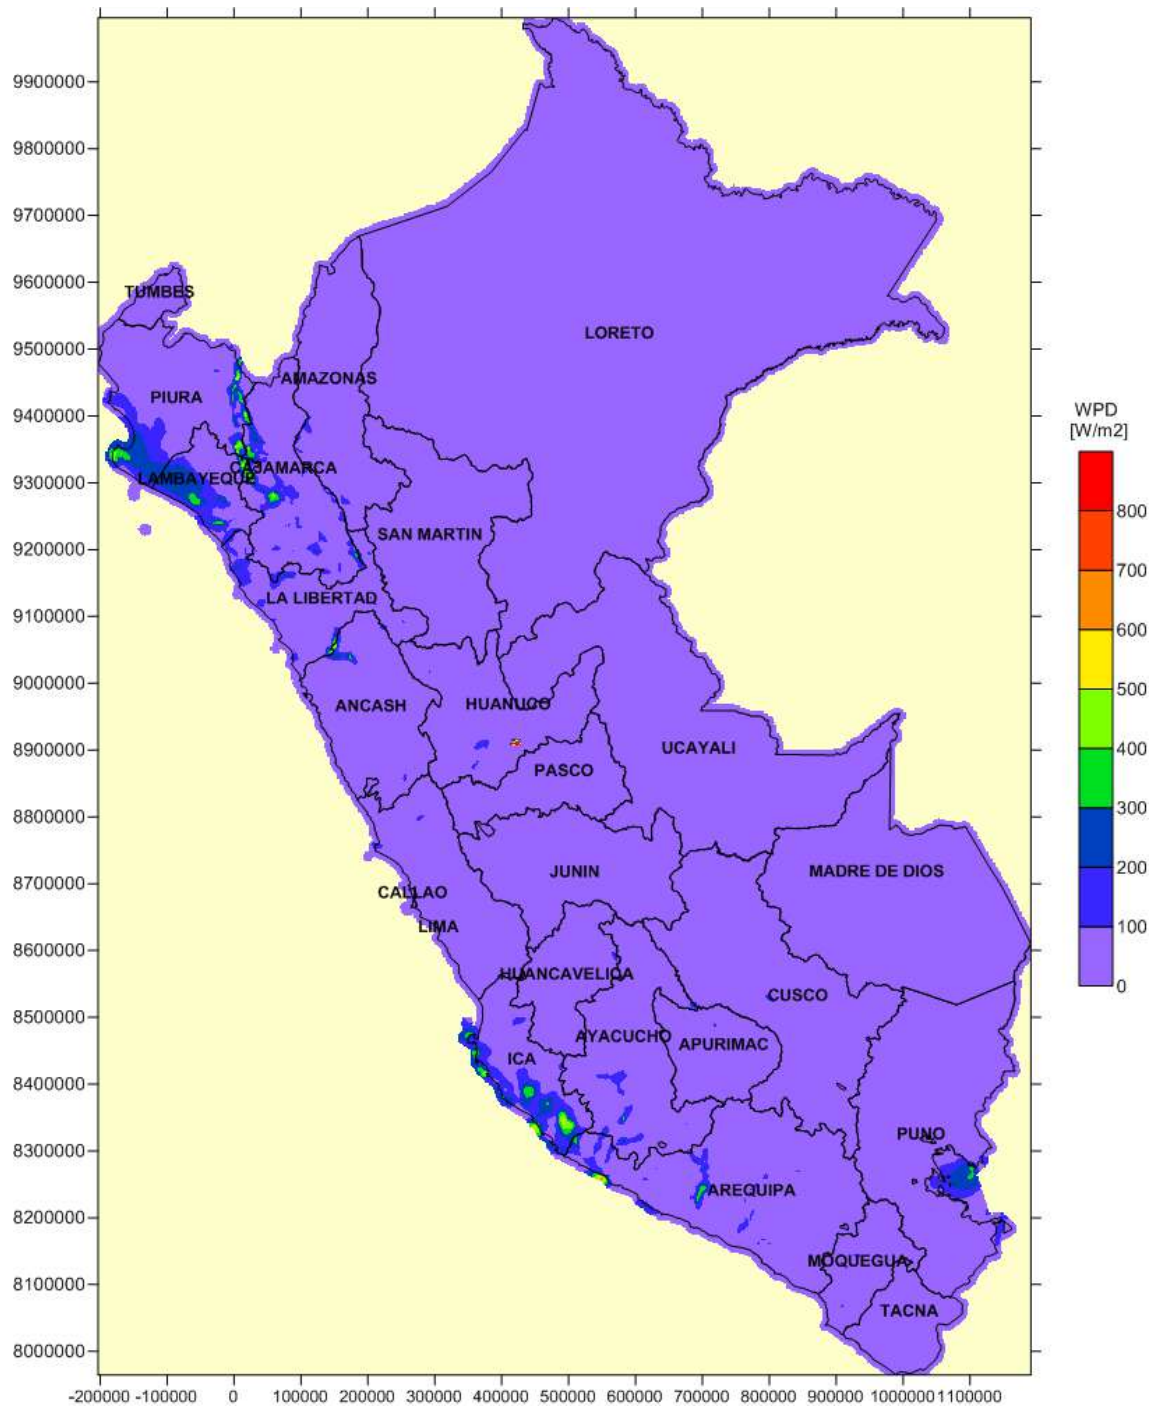 9900000
9800000
9700000
9600000
9500000
9400000
9300000
9200000
9100000
9000000
8900000
8800000
8700000
8600000
8500000
8400000
8300000
8200000
8100000
8000000
TUMBES
LORETO
AMAZONAS
PIURA
CAJAMARCA
LAMBAYEQUE
SAN MARTIN
LA LIBERTAD
ANCASH
HUANUCO
UCAYALI
PASCO
JUNIN
MADRE DE DIOS
CALLAO
LIMA
HUANCAVELICA
CUSCO
AYACUCHO
APURIMAC
ICA
PUNO
AREQUIPA
MOQUEGUA
TACNA
WPD
[W/m2]
800
700
600
500
400
300
200
100
0
-200000 -100000 0 100000 200000 300000 400000 500000 600000 700000 800000 900000 1000000 1100000